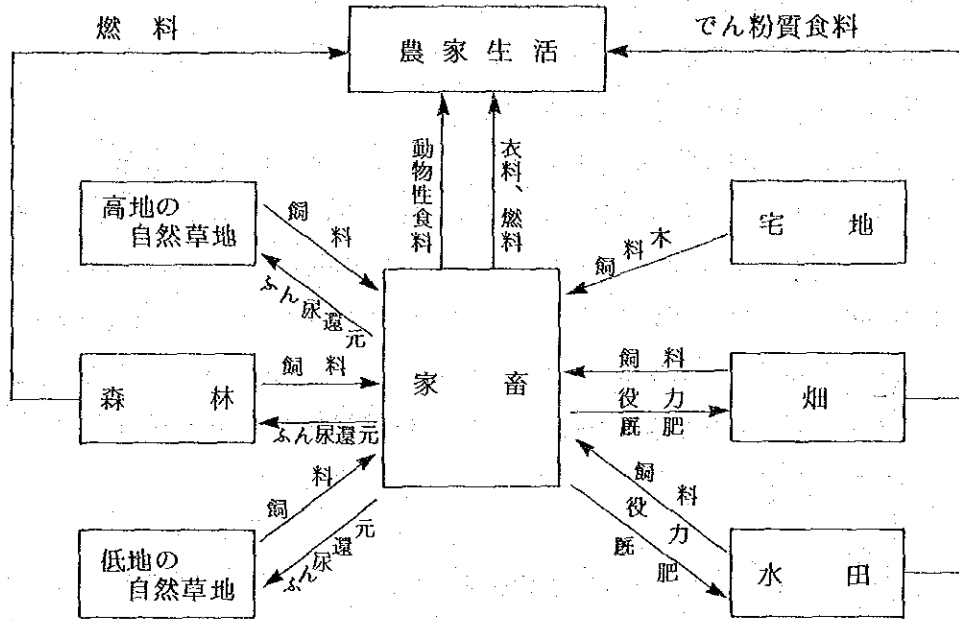 燃料
でん粉質食料
農家生活
動物性食料
衣料、燃料
高地の
自然草地
飼料
ふん尿還元
宅地
飼料木
森林
飼料
ふん尿還元
家畜
飼料
役力
厩肥
畑
低地の
自然草地
飼料
ふん尿還元
飼料
役力
厩肥
水田